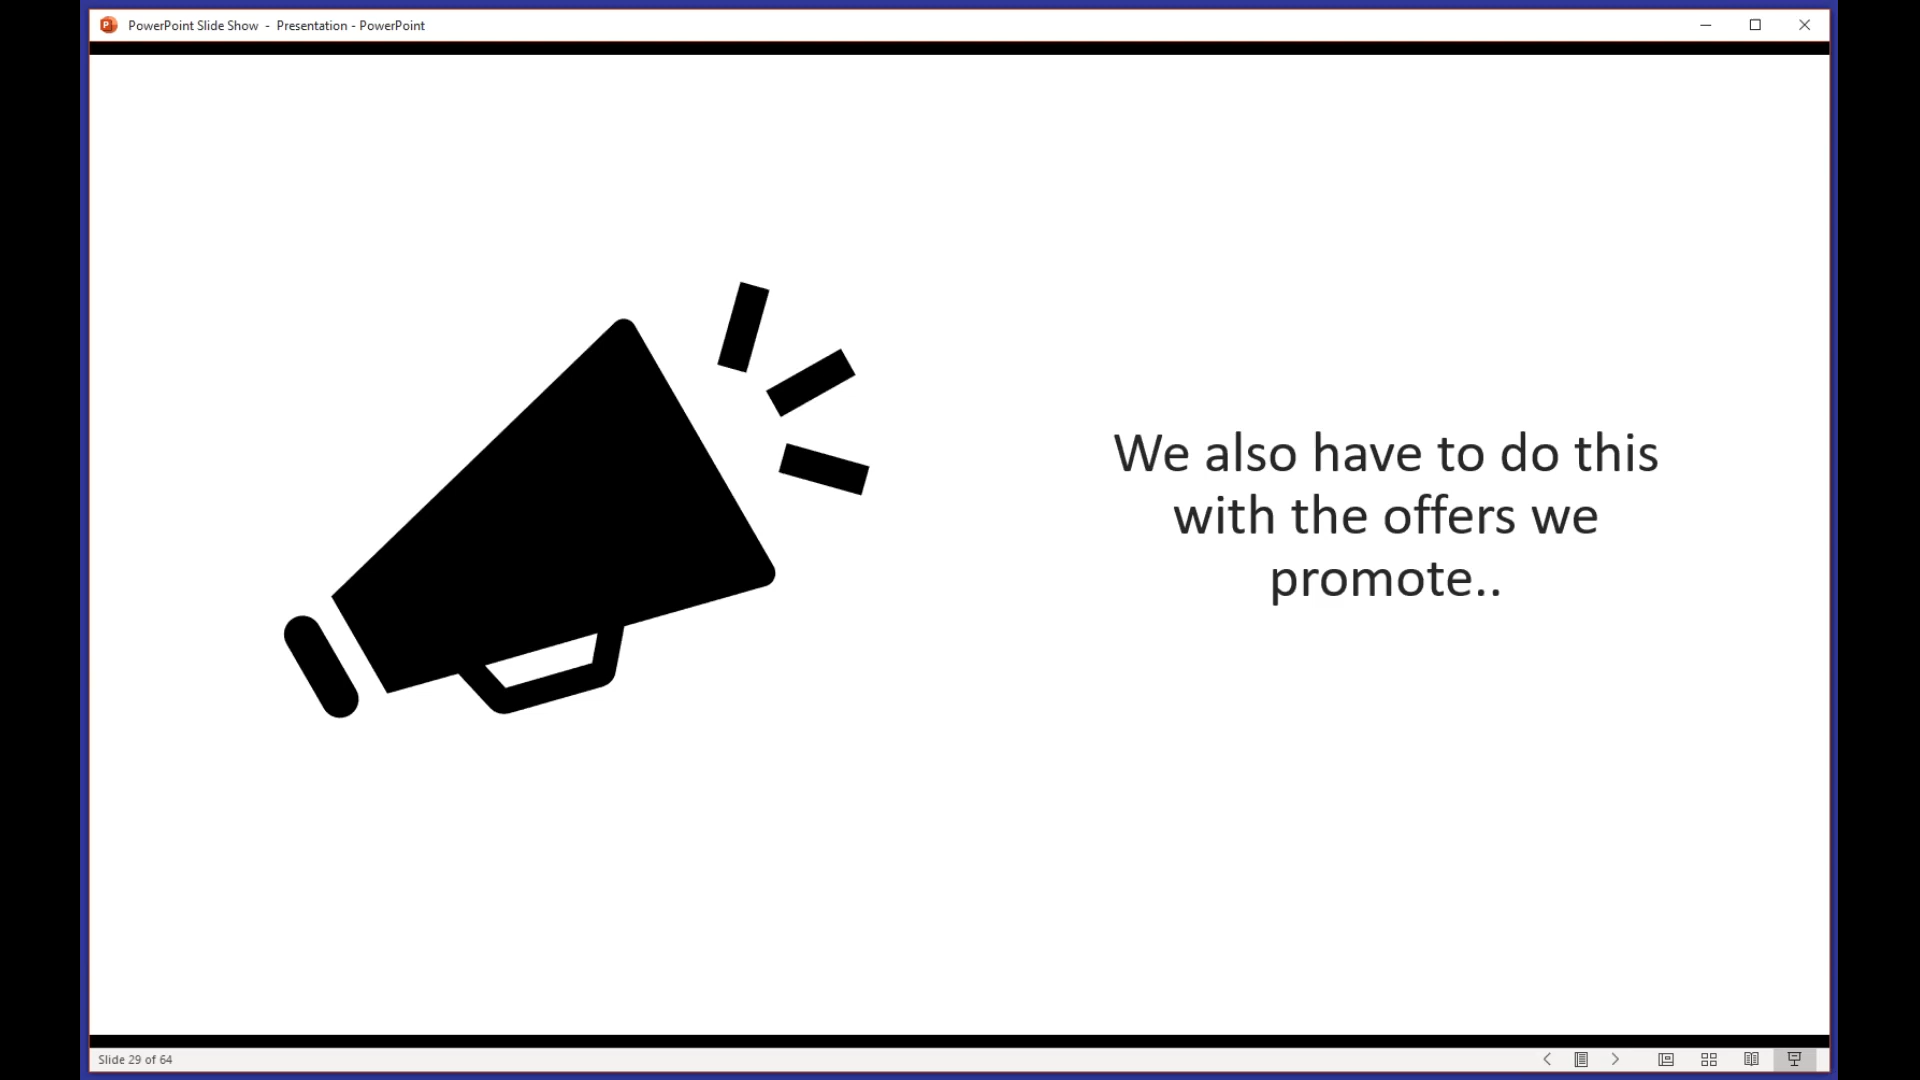 PowerPoint Slide Show - Presentation - PowerPoint
We also have to do this
with the offers we
promote..
Slide 29 of 64